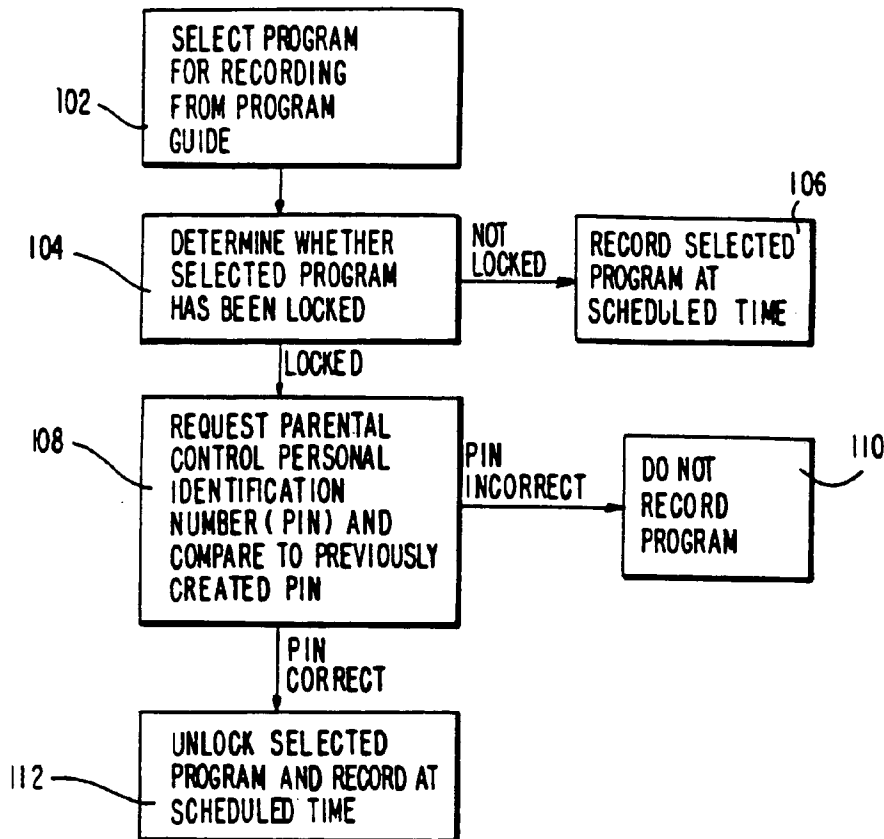 SELECT PROGRAM
FOR RECORDING
FROM PROGRAM
GUIDE
102
DETERMINE WHETHER
SELECTED PROGRAM
HAS BEEN LOCKED
104
NOT
LOCKED
106
RECORD SELECTED
PROGRAM AT
SCHEDULED TIME
LOCKED
108
REQUEST PARENTAL
CONTROL PERSONAL
IDENTIFICATION
NUMBER (PIN) AND
COMPARE TO PREVIOUSLY
CREATED PIN
PIN
INCORRECT
110
DO NOT
RECORD
PROGRAM
PIN
CORRECT
112
UNLOCK SELECTED
PROGRAM AND RECORD AT
SCHEDULED TIME